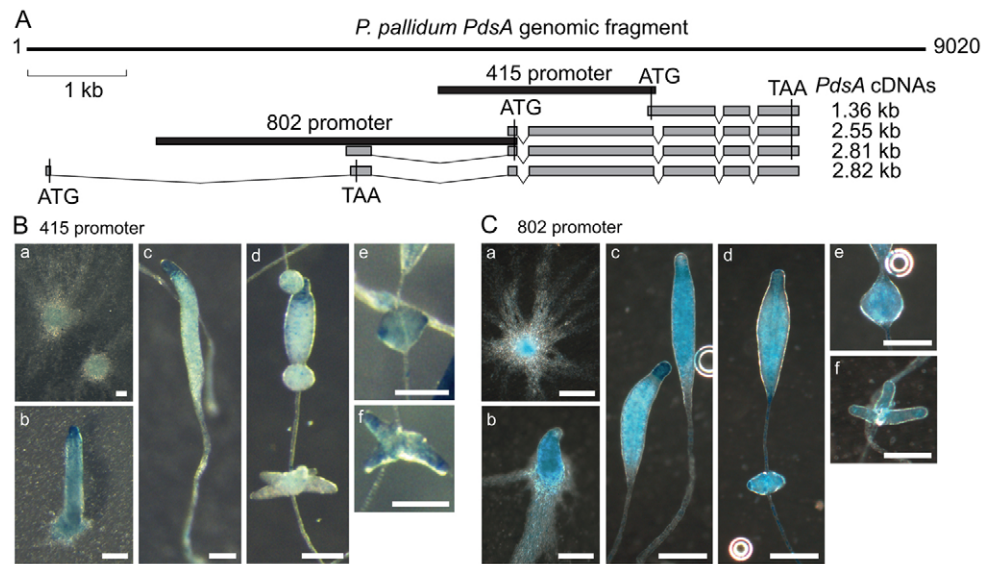 A
P. pallidum PdsA genomic fragment
1
9020
1 kb
415 promoter
ATG
TAA
PdsA cDNAs
1.36 kb
802 promoter
ATG
2.55 kb
2.81 kb
2.82 kb
ATG
TAA
B 415 promoter
a
c
d
e
b
f
C 802 promoter
a
c
d
e
b
f